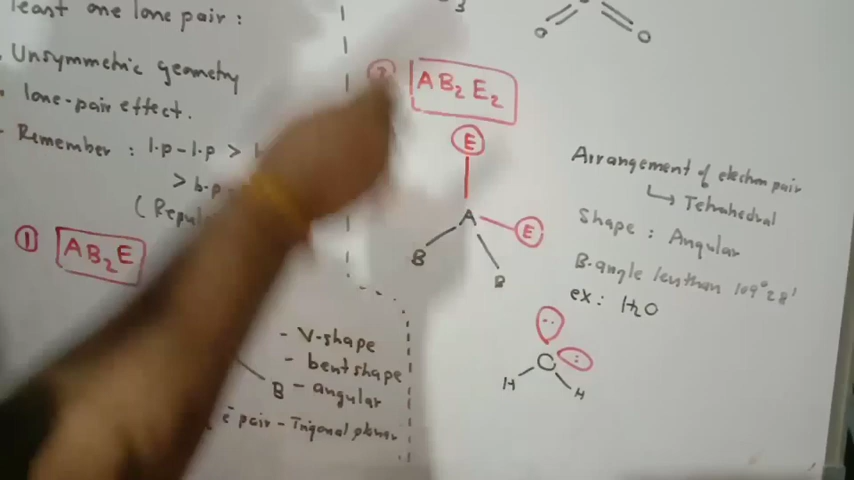 least one lone pair :
Unsymmetric geometry
lone-pair effect.
Remember : l.p-l.p >
> b.p-
(Repul
① AB₂E
B
- V-shape
- bent shape
- angular
ē pair - Trigonal planar
3
O O
② AB₂E₂
E
A E
B B
Arrangement of electron pair
↳ Tetrahedral
Shape : Angular
B.angle less than 109°28'
ex : H₂O
O
H H